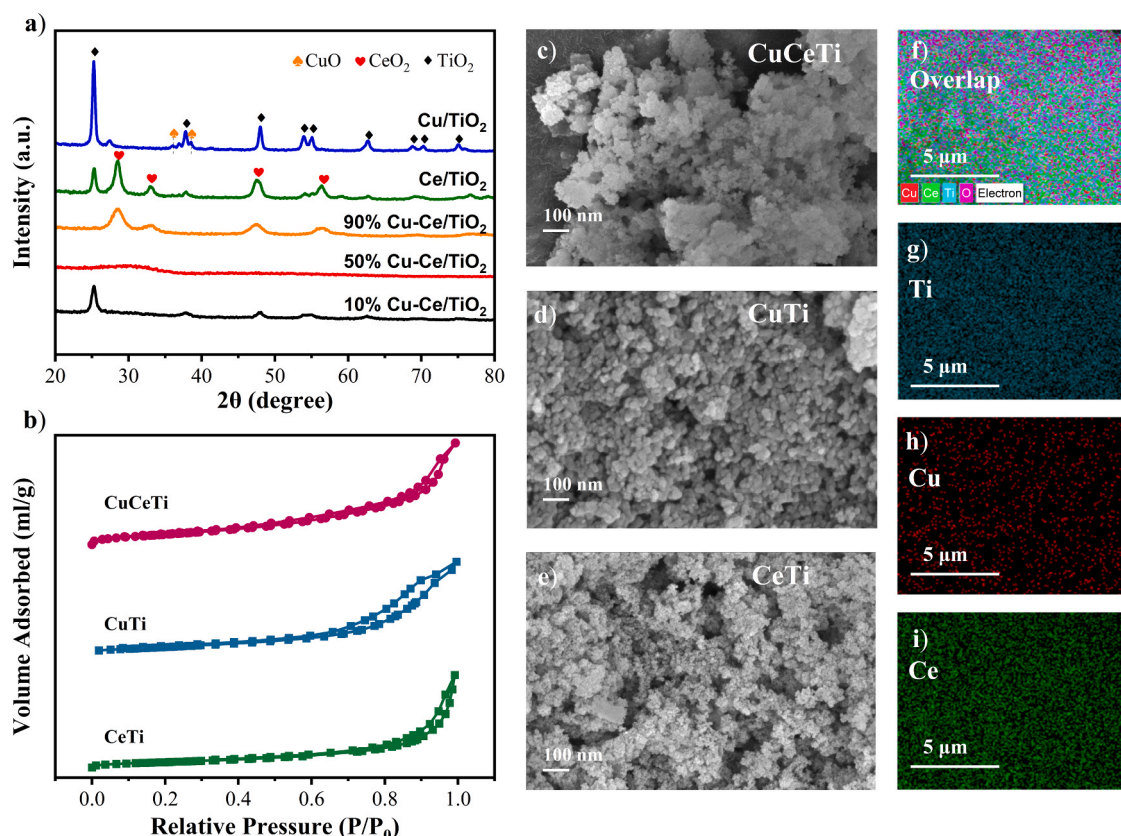 a)
CuO CeO₂ TiO₂
Cu/TiO₂
Ce/TiO₂
90% Cu-Ce/TiO₂
50% Cu-Ce/TiO₂
10% Cu-Ce/TiO₂
Intensity (a.u.)
20 30 40 50 60 70 80
2θ (degree)
b)
CuCeTi
CuTi
CeTi
Volume Adsorbed (ml/g)
0.0 0.2 0.4 0.6 0.8 1.0
Relative Pressure (P/P₀)
c)
CuCeTi
100 nm
d)
CuTi
100 nm
e)
CeTi
100 nm
f)
Overlap
5 μm
Cu Ce Ti O Electron
g)
Ti
5 μm
h)
Cu
5 μm
i)
Ce
5 μm